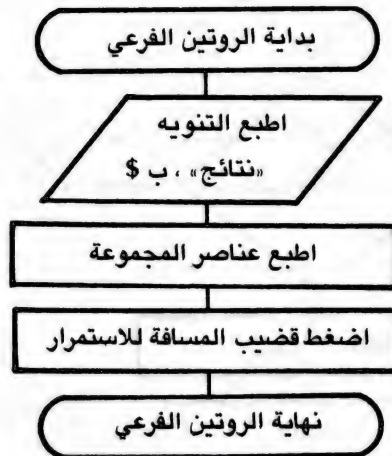 بداية الروتين الفرعي
اطبع التنويه
«نتائج» ، ب $
اطبع عناصر المجموعة
اضغط قضيب المسافة للاستمرار
نهاية الروتين الفرعي